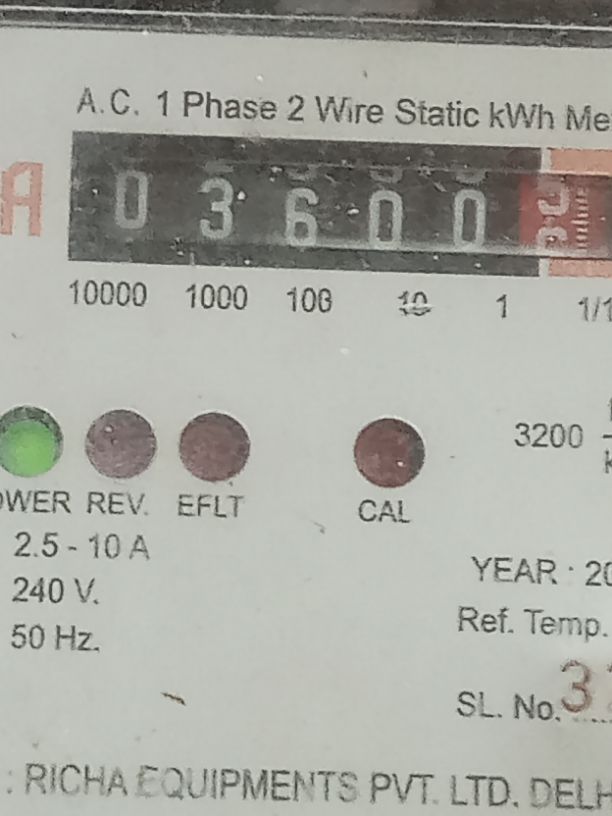 A.C. 1 Phase 2 Wire Static kWh Me
A
0 3 6 0 0
10000 1000 100 10 1 1/1
3200
OWER REV. EFLT CAL
2.5 - 10 A
240 V.
50 Hz.
YEAR : 20
Ref. Temp.
SL. No. 3
: RICHA EQUIPMENTS PVT. LTD. DELH